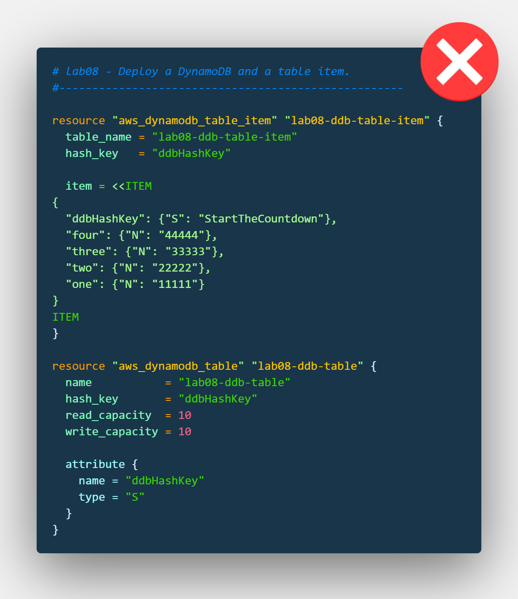 # lab08 - Deploy a DynamoDB and a table item.
#----------------------------------------------------
resource "aws_dynamodb_table_item" "lab08-ddb-table-item" {
  table_name = "lab08-ddb-table-item"
  hash_key   = "ddbHashKey"
  item = <<ITEM
{
  "ddbHashKey": {"S": "StartTheCountdown"},
  "four": {"N": "44444"},
  "three": {"N": "33333"},
  "two": {"N": "22222"},
  "one": {"N": "11111"}
}
ITEM
}
resource "aws_dynamodb_table" "lab08-ddb-table" {
  name           = "lab08-ddb-table"
  hash_key       = "ddbHashKey"
  read_capacity  = 10
  write_capacity = 10
  attribute {
    name = "ddbHashKey"
    type = "S"
  }
}